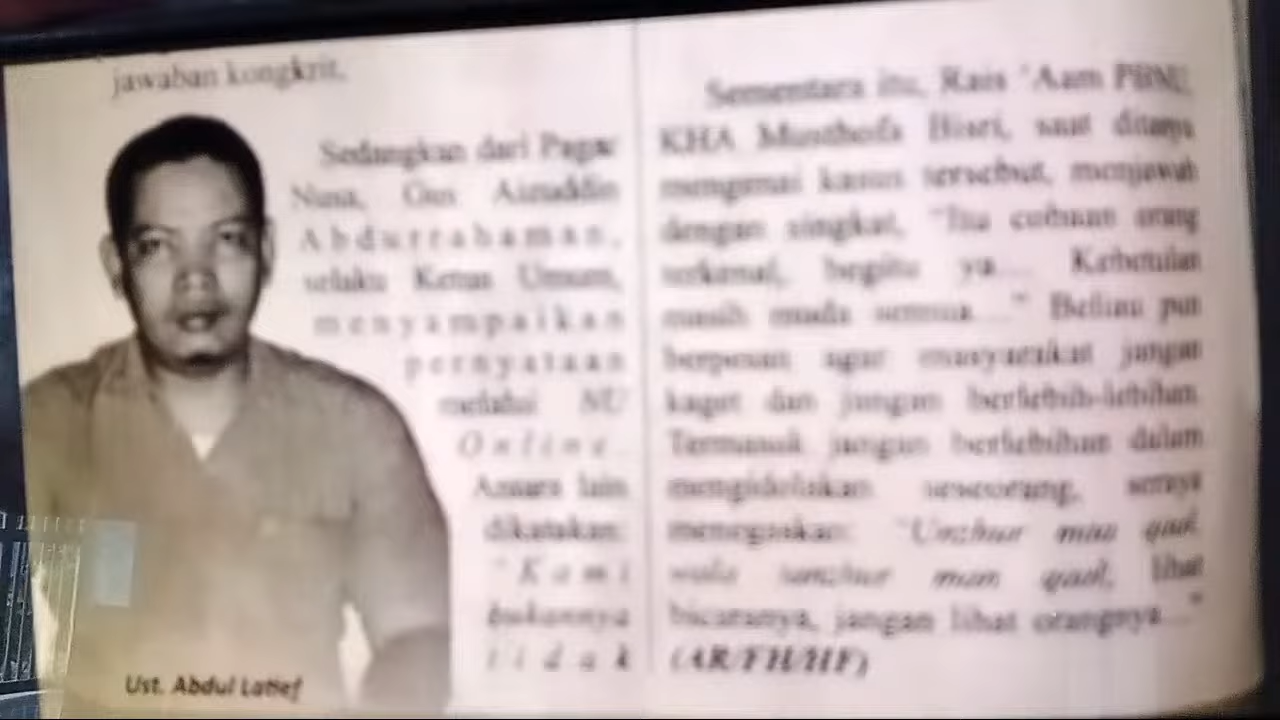 jawaban kongkrit.
Sedangkan dari Pagar
Nusa, Gus Ainuddin
Abdurrahaman,
selaku Ketua Umum,
menyampaikan
pernyataan
melalui NU
Online.
Antara lain
dikatakan:
"Kami
bukannya
tidak
Ust. Abdul Latief
Sementara itu, Rais 'Aam PBNU,
KHA Musthofa Bisri, saat ditanya
mengenai kasus tersebut, menjawab
dengan singkat, "Itu cobaan orang
terkenal, begitu ya... Kebetulan
masih muda semua...." Beliau pun
berpesan agar masyarakat jangan
kaget dan jangan berlebih-lebihan.
Termasuk jangan berlebihan dalam
mengidolakan seseorang, seraya
menegaskan: "Unzhur maa qaal,
wala tanzhur man qaal, lihat
bicaranya, jangan lihat orangnya..."
(AR/FH/HF)